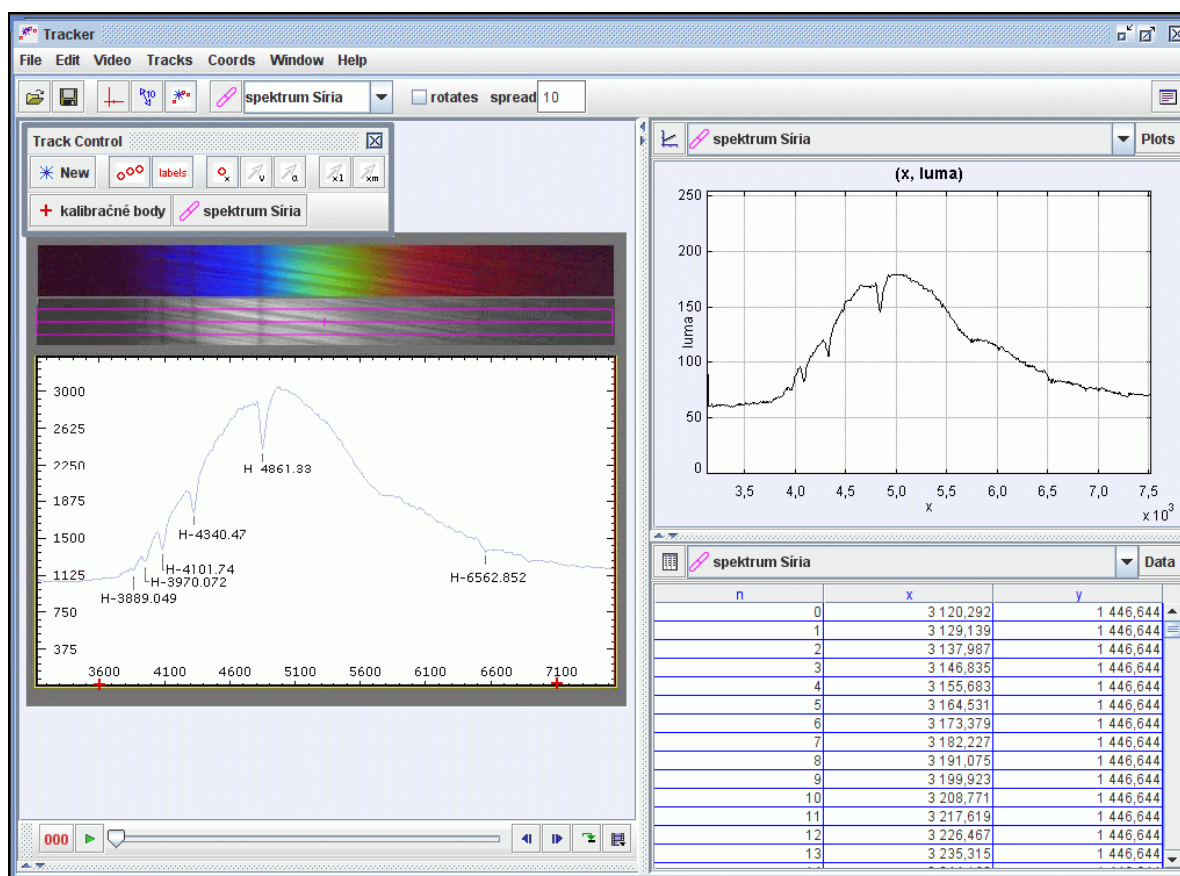 Tracker
File Edit Video Tracks Coords Window Help
spektrum Síria rotates spread 10
Track Control
New labels x v a x1 xm
kalibračné body spektrum Síria
3000
2625
2250
1875
1500
1125
750
375
H 4861.33
H-4340.47
H-4101.74
H-3970.072
H-3889.049
H-6562.852
3600 4100 4600 5100 5600 6100 6600 7100
000
spektrum Síria Plots
(x, luma)
250
200
150
100
50
0
luma
3,5 4,0 4,5 5,0 5,5 6,0 6,5 7,0 7,5
x
x 10³
spektrum Síria Data
n x y
0 3 120,292 1 446,644
1 3 129,139 1 446,644
2 3 137,987 1 446,644
3 3 146,835 1 446,644
4 3 155,683 1 446,644
5 3 164,531 1 446,644
6 3 173,379 1 446,644
7 3 182,227 1 446,644
8 3 191,075 1 446,644
9 3 199,923 1 446,644
10 3 208,771 1 446,644
11 3 217,619 1 446,644
12 3 226,467 1 446,644
13 3 235,315 1 446,644